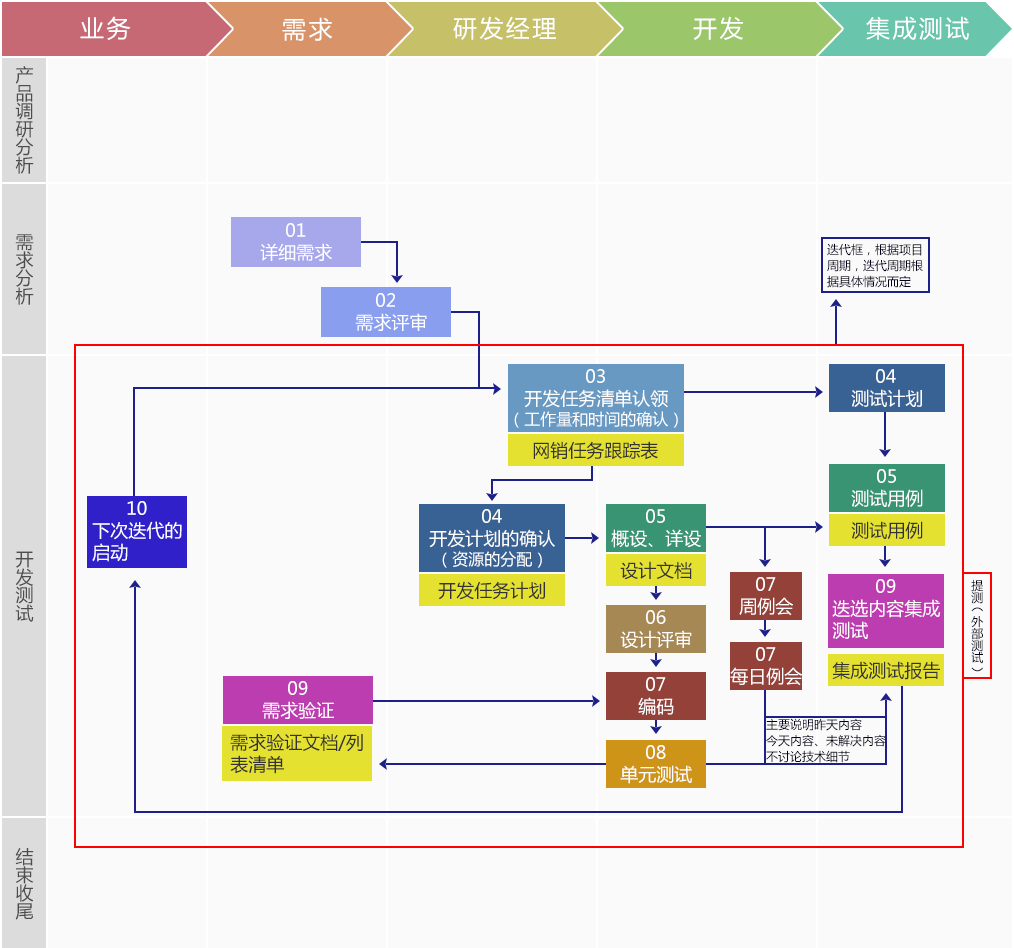 业务
需求
研发经理
开发
集成测试
产品调研分析
需求分析
01
详细需求
02
需求评审
迭代框，根据项目
周期，迭代周期根
据具体情况而定
开发测试
03
开发任务清单认领
（工作量和时间的确认）
网销任务跟踪表
04
测试计划
10
下次迭代的
启动
04
开发计划的确认
（资源的分配）
开发任务计划
05
概设、详设
设计文档
05
测试用例
测试用例
06
设计评审
07
周例会
07
每日例会
09
迭选内容集成
测试
集成测试报告
提测（外部测试）
09
需求验证
需求验证文档/列
表清单
07
编码
08
单元测试
主要说明昨天内容
今天内容、未解决内容
不讨论技术细节
结束收尾